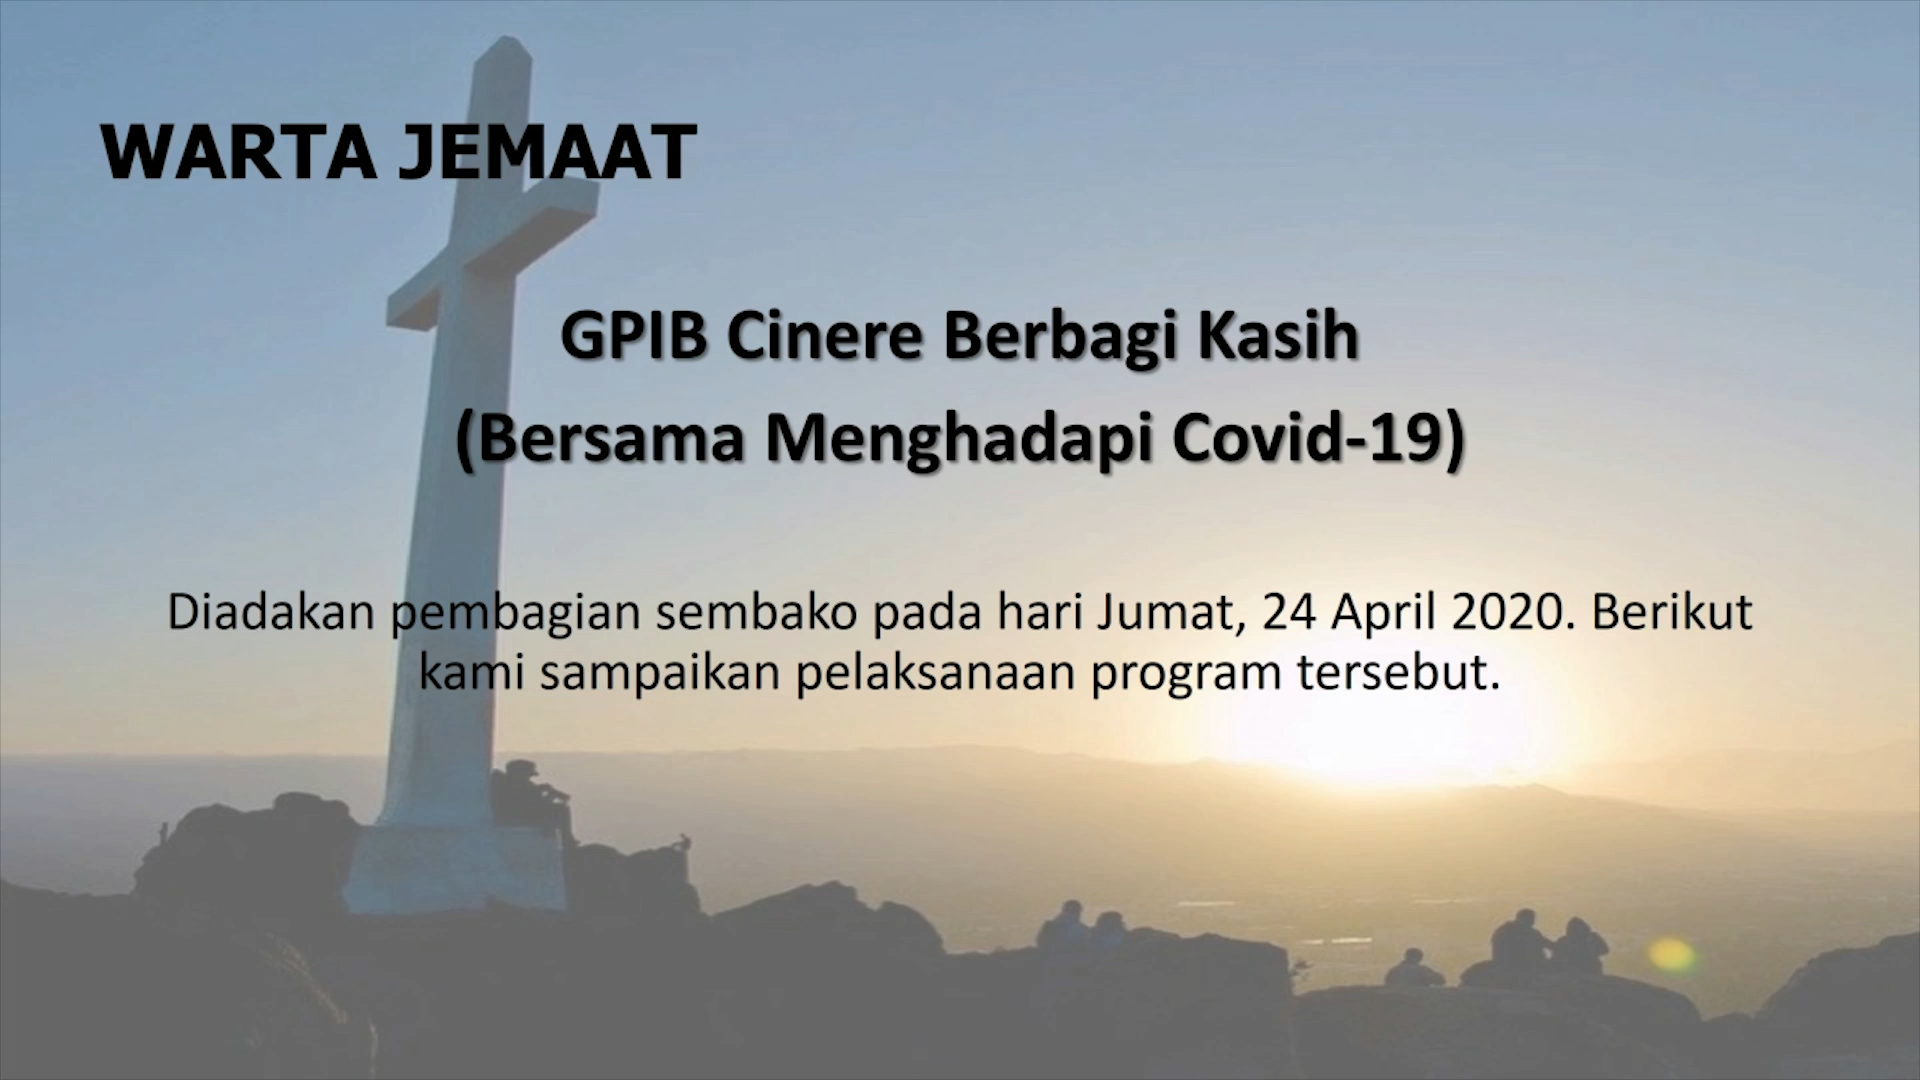 WARTA JEMAAT
GPIB Cinere Berbagi Kasih
(Bersama Menghadapi Covid-19)
Diadakan pembagian sembako pada hari Jumat, 24 April 2020. Berikut
kami sampaikan pelaksanaan program tersebut.